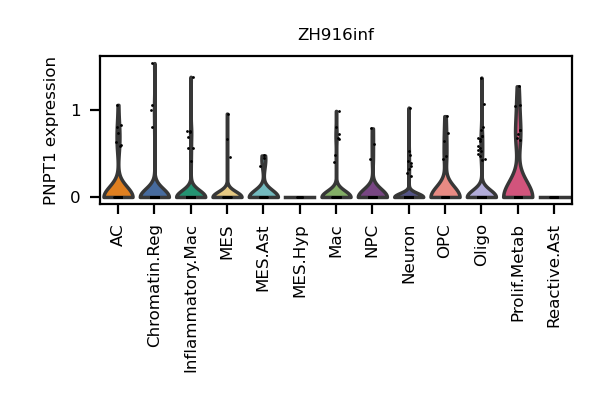 ZH916inf
PNPT1 expression
1
0
AC
Chromatin.Reg
Inflammatory.Mac
MES
MES.Ast
MES.Hyp
Mac
NPC
Neuron
OPC
Oligo
Prolif.Metab
Reactive.Ast